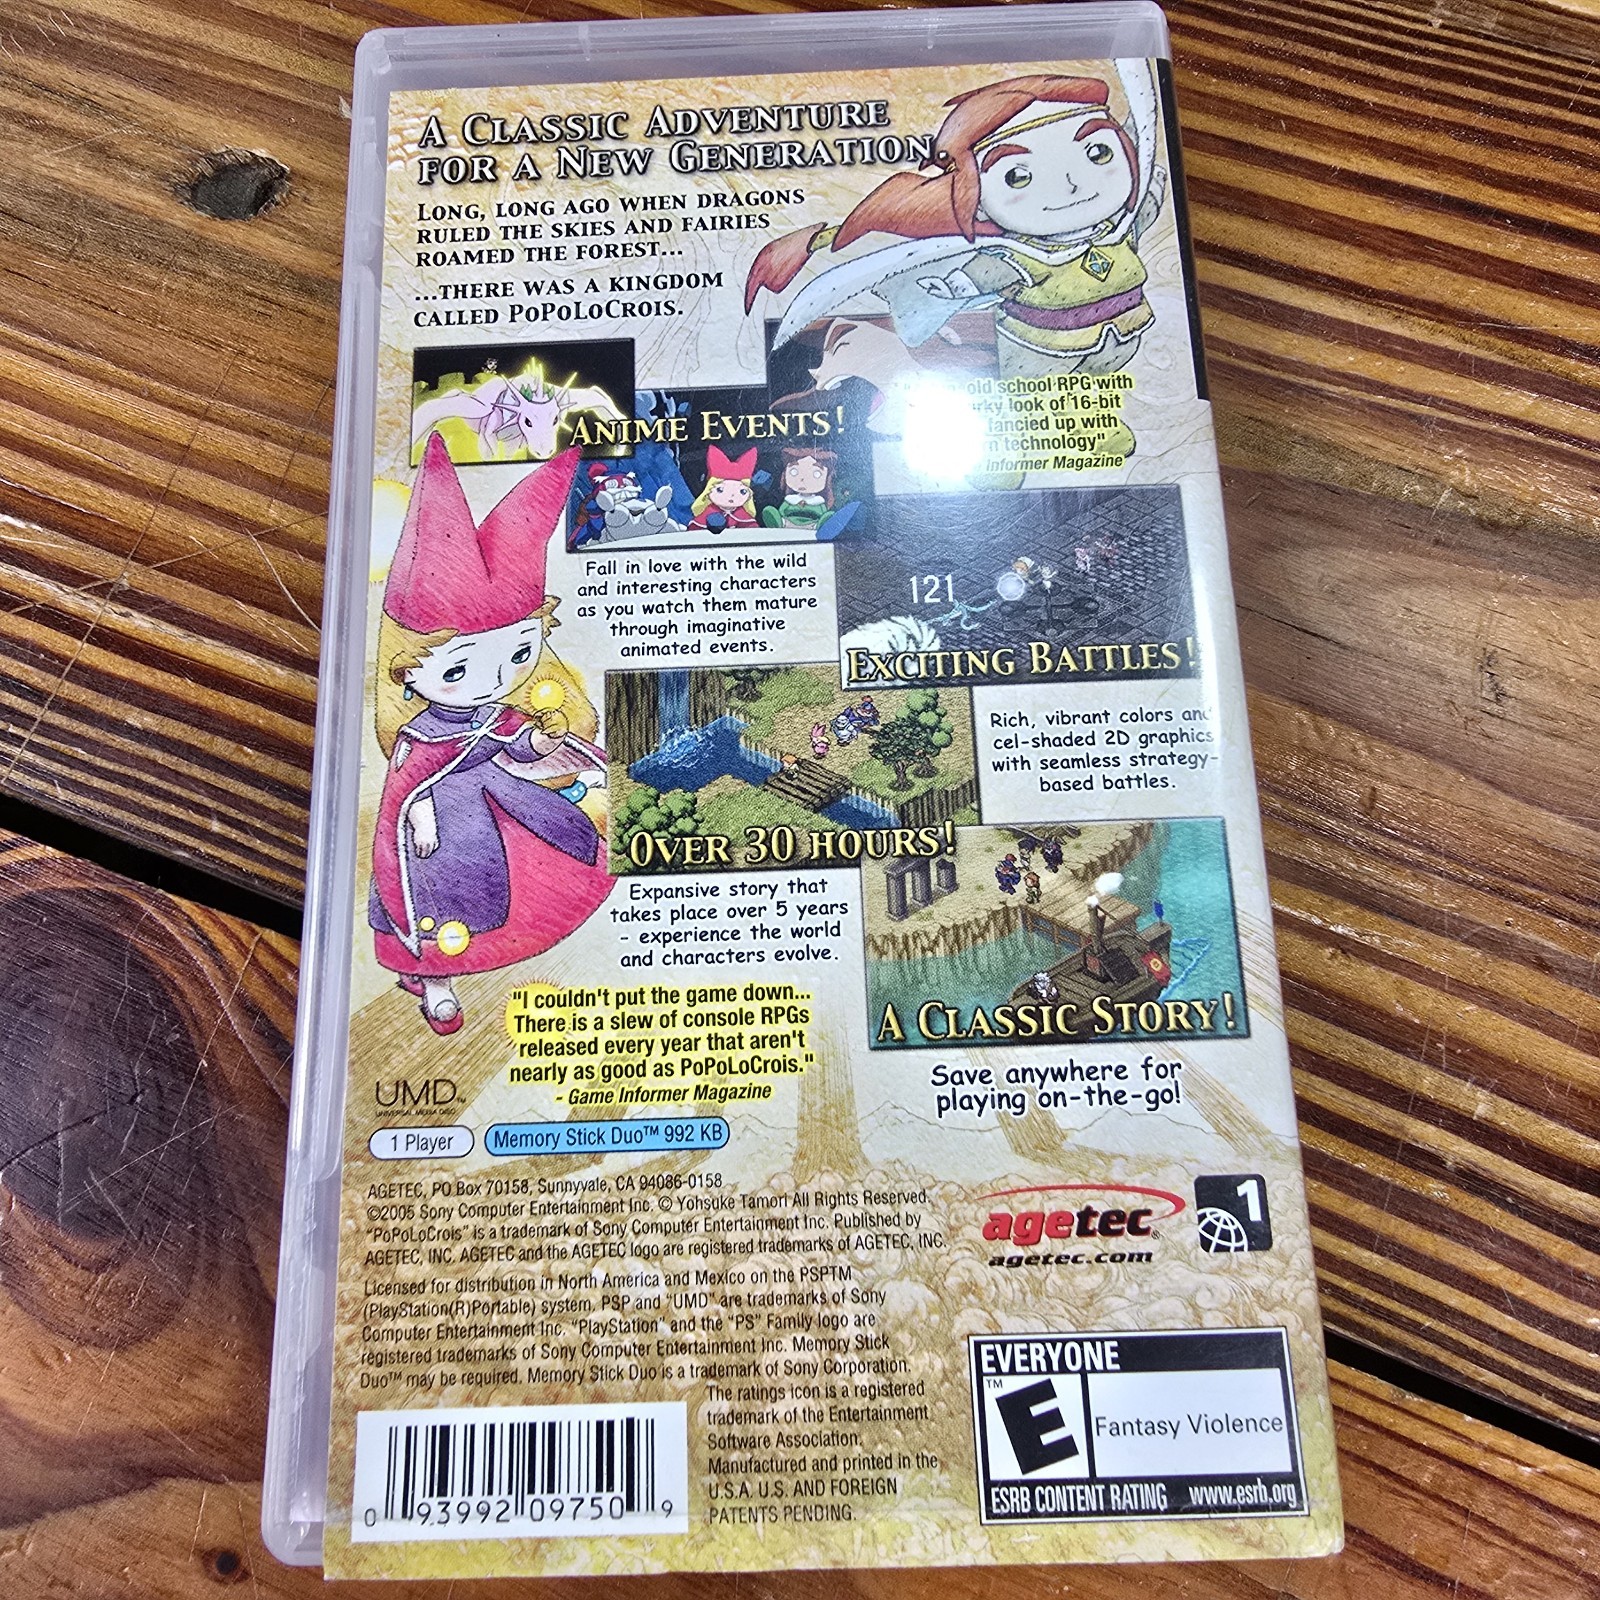 A Classic Adventure
for a New Generation.
Long, long ago when dragons
ruled the skies and fairies
roamed the forest...
...there was a kingdom
called PoPoLoCrois.
old school RPG with
look of 16-bit
fancied up with
technology"
Informer Magazine
Anime Events!
Fall in love with the wild
and interesting characters
as you watch them mature
through imaginative
animated events.
121
Exciting Battles!
Rich, vibrant colors and
cel-shaded 2D graphics
with seamless strategy-
based battles.
Over 30 hours!
Expansive story that
takes place over 5 years
- experience the world
and characters evolve.
A Classic Story!
Save anywhere for
playing on-the-go!
"I couldn't put the game down...
There is a slew of console RPGs
released every year that aren't
nearly as good as PoPoLoCrois."
- Game Informer Magazine
UMD™
UNIVERSAL MEDIA DISC
1 Player
Memory Stick Duo™ 992 KB
AGETEC, PO Box 70158, Sunnyvale, CA 94086-0158
©2005 Sony Computer Entertainment Inc. © Yohsuke Tamori All Rights Reserved.
"PoPoLoCrois" is a trademark of Sony Computer Entertainment Inc. Published by
AGETEC, INC. AGETEC and the AGETEC logo are registered trademarks of AGETEC, INC.
agetec®
agetec.com
1
Licensed for distribution in North America and Mexico on the PSPTM
(PlayStation(R)Portable) system. PSP and "UMD" are trademarks of Sony
Computer Entertainment Inc. "PlayStation" and the "PS" Family logo are
registered trademarks of Sony Computer Entertainment Inc. Memory Stick
Duo™ may be required. Memory Stick Duo is a trademark of Sony Corporation.
The ratings icon is a registered
trademark of the Entertainment
Software Association.
Manufactured and printed in the
U.S.A. U.S. AND FOREIGN
PATENTS PENDING.
EVERYONE
™
E
Fantasy Violence
ESRB CONTENT RATING www.esrb.org
0 93992 09750 9